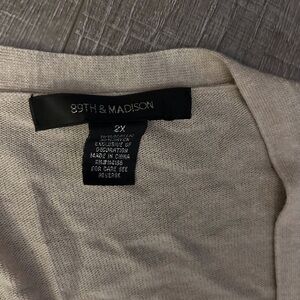 89TH & MADISON
2X
EXCLUSIVE OF
DECORATION
MADE IN CHINA
FOR CARE SEE
REVERSE